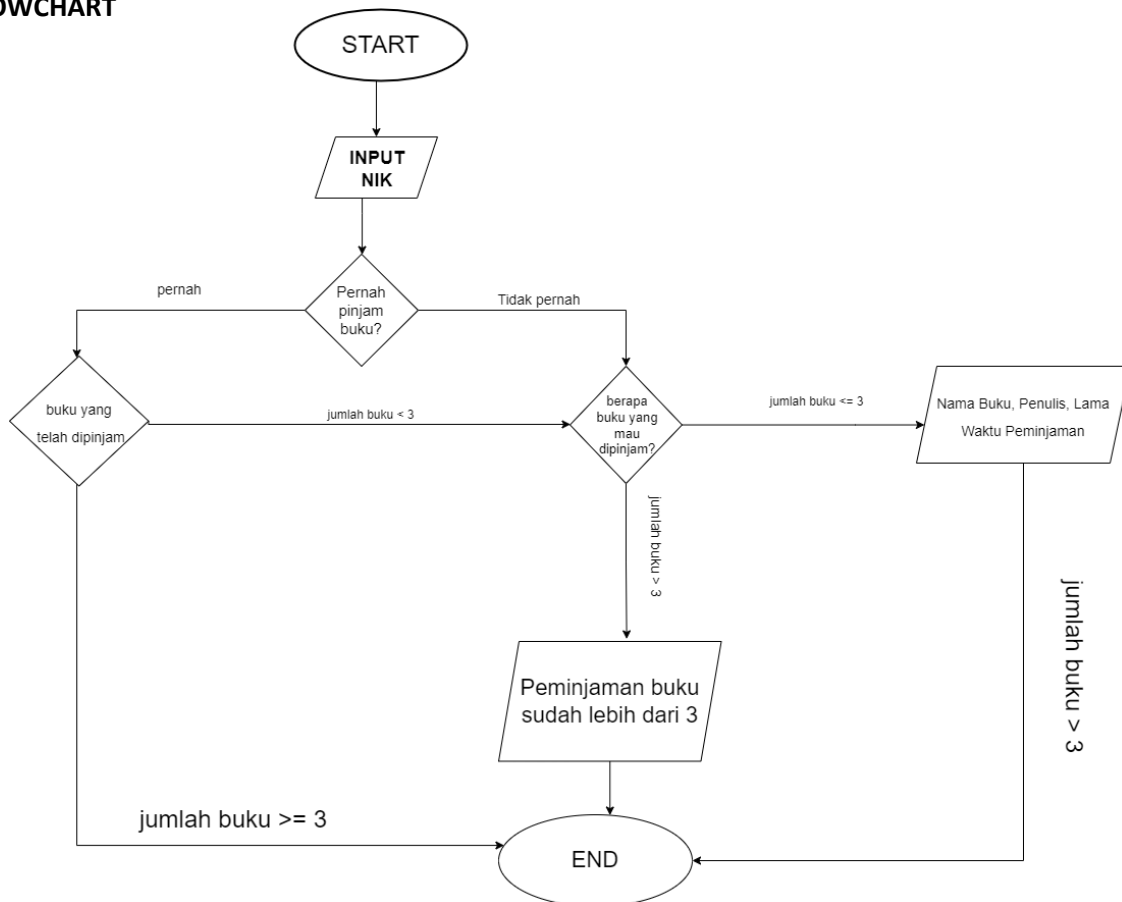 OWCHART
START
INPUT
NIK
pernah
Pernah
pinjam
buku?
Tidak pernah
buku yang
telah dipinjam
jumlah buku < 3
berapa
buku yang
mau
dipinjam?
jumlah buku <= 3
Nama Buku, Penulis, Lama
Waktu Peminjaman
jumlah buku > 3
jumlah buku > 3
Peminjaman buku
sudah lebih dari 3
jumlah buku >= 3
END